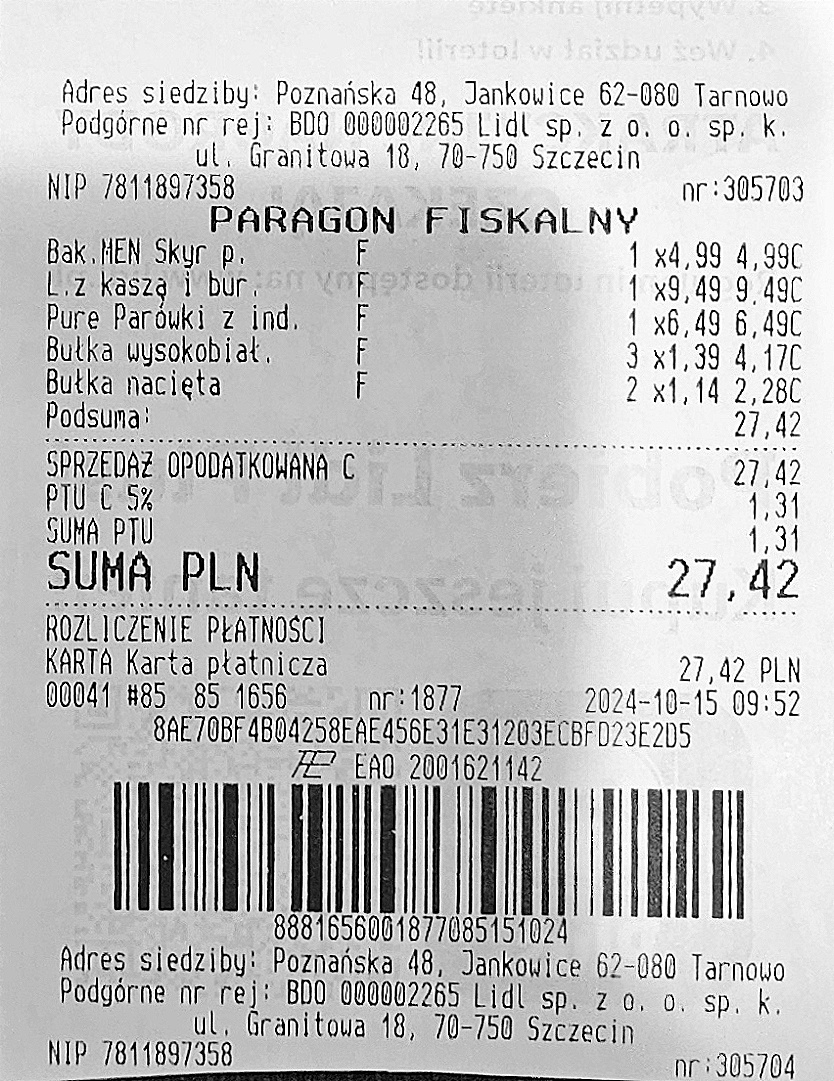 Adres siedziby: Poznańska 48, Jankowice 62-080 Tarnowo
Podgórne nr rej: BDO 000002265 Lidl sp. z o. o. sp. k.
ul. Granitowa 18, 70-750 Szczecin
NIP 7811897358 nr:305703
PARAGON FISKALNY
Bak.MEN Skyr p. F 1 x4,99 4,99C
L.z kaszą i bur. F 1 x9,49 9,49C
Pure Parówki z ind. F 1 x6,49 6,49C
Bułka wysokobiał. F 3 x1,39 4,17C
Bułka nacięta F 2 x1,14 2,28C
Podsuma: 27,42
SPRZEDAŻ OPODATKOWANA C 27,42
PTU C 5% 1,31
SUMA PTU 1,31
SUMA PLN 27,42
ROZLICZENIE PŁATNOŚCI
KARTA Karta płatnicza 27,42 PLN
00041 #85 85 1656 nr:1877 2024-10-15 09:52
8AE70BF4B04258EAE456E31E31203ECBFD23E2D5
EAO 2001621142
8881656001877085151024
Adres siedziby: Poznańska 48, Jankowice 62-080 Tarnowo
Podgórne nr rej: BDO 000002265 Lidl sp. z o. o. sp. k.
ul. Granitowa 18, 70-750 Szczecin
NIP 7811897358 nr:305704